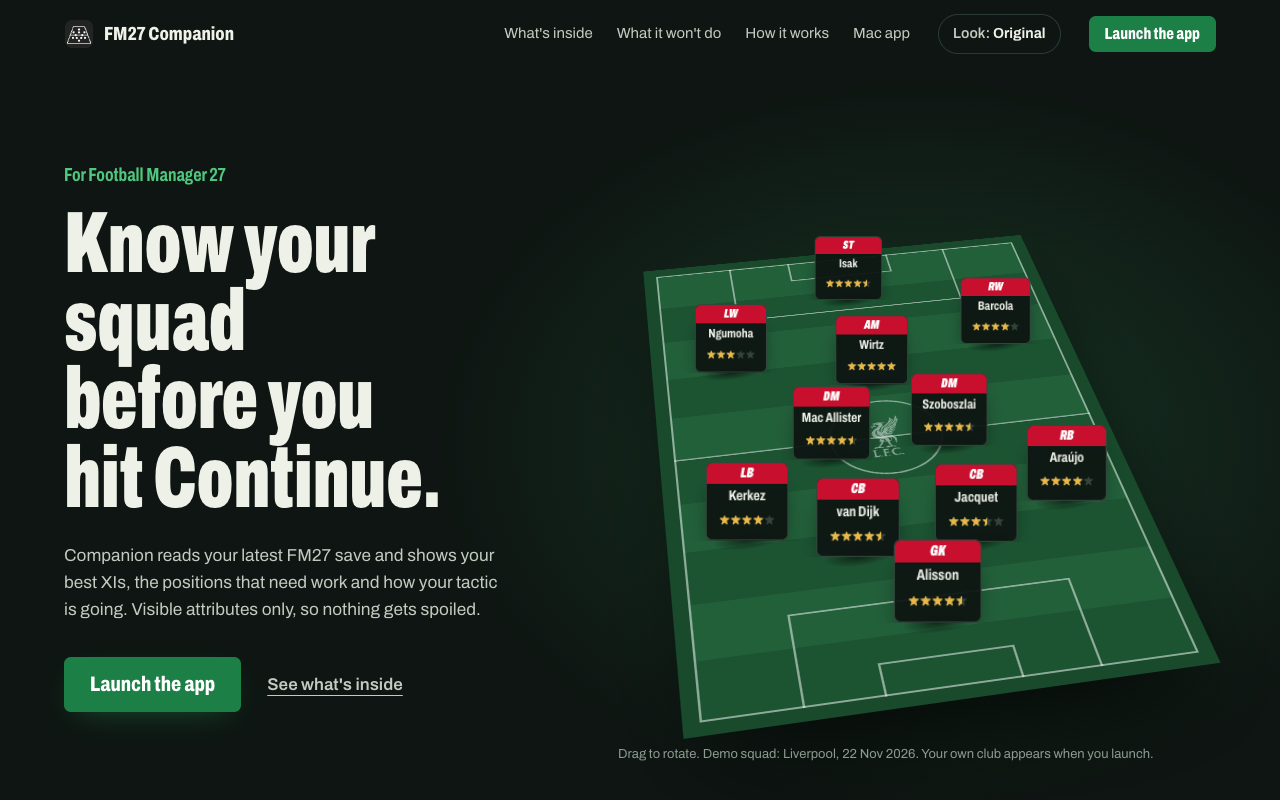 FM27 Companion
What's inside
What it won't do
How it works
Mac app
Look: Original
Launch the app
For Football Manager 27
Know your
squad
before you
hit Continue.
Companion reads your latest FM27 save and shows your
best XIs, the positions that need work and how your tactic
is going. Visible attributes only, so nothing gets spoiled.
Launch the app
See what's inside
ST
Isak
RW
Barcola
LW
Ngumoha
AM
Wirtz
DM
Szoboszlai
DM
Mac Allister
L.F.C.
RB
Araújo
LB
Kerkez
CB
van Dijk
CB
Jacquet
GK
Alisson
Drag to rotate. Demo squad: Liverpool, 22 Nov 2026. Your own club appears when you launch.